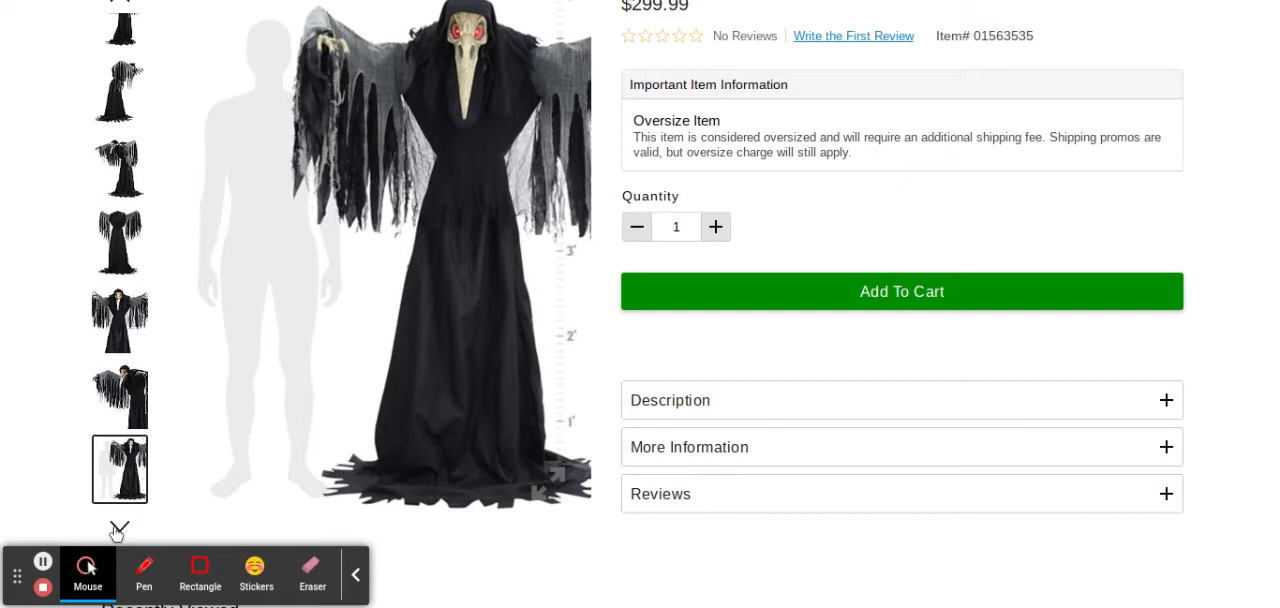 $299.99
No Reviews Write the First Review Item# 01563535
Important Item Information
Oversize Item
This item is considered oversized and will require an additional shipping fee. Shipping promos are
valid, but oversize charge will still apply.
Quantity
1
Add To Cart
3'
2'
1'
Description
More Information
Reviews
Mouse Pen Rectangle Stickers Eraser
Recently Viewed